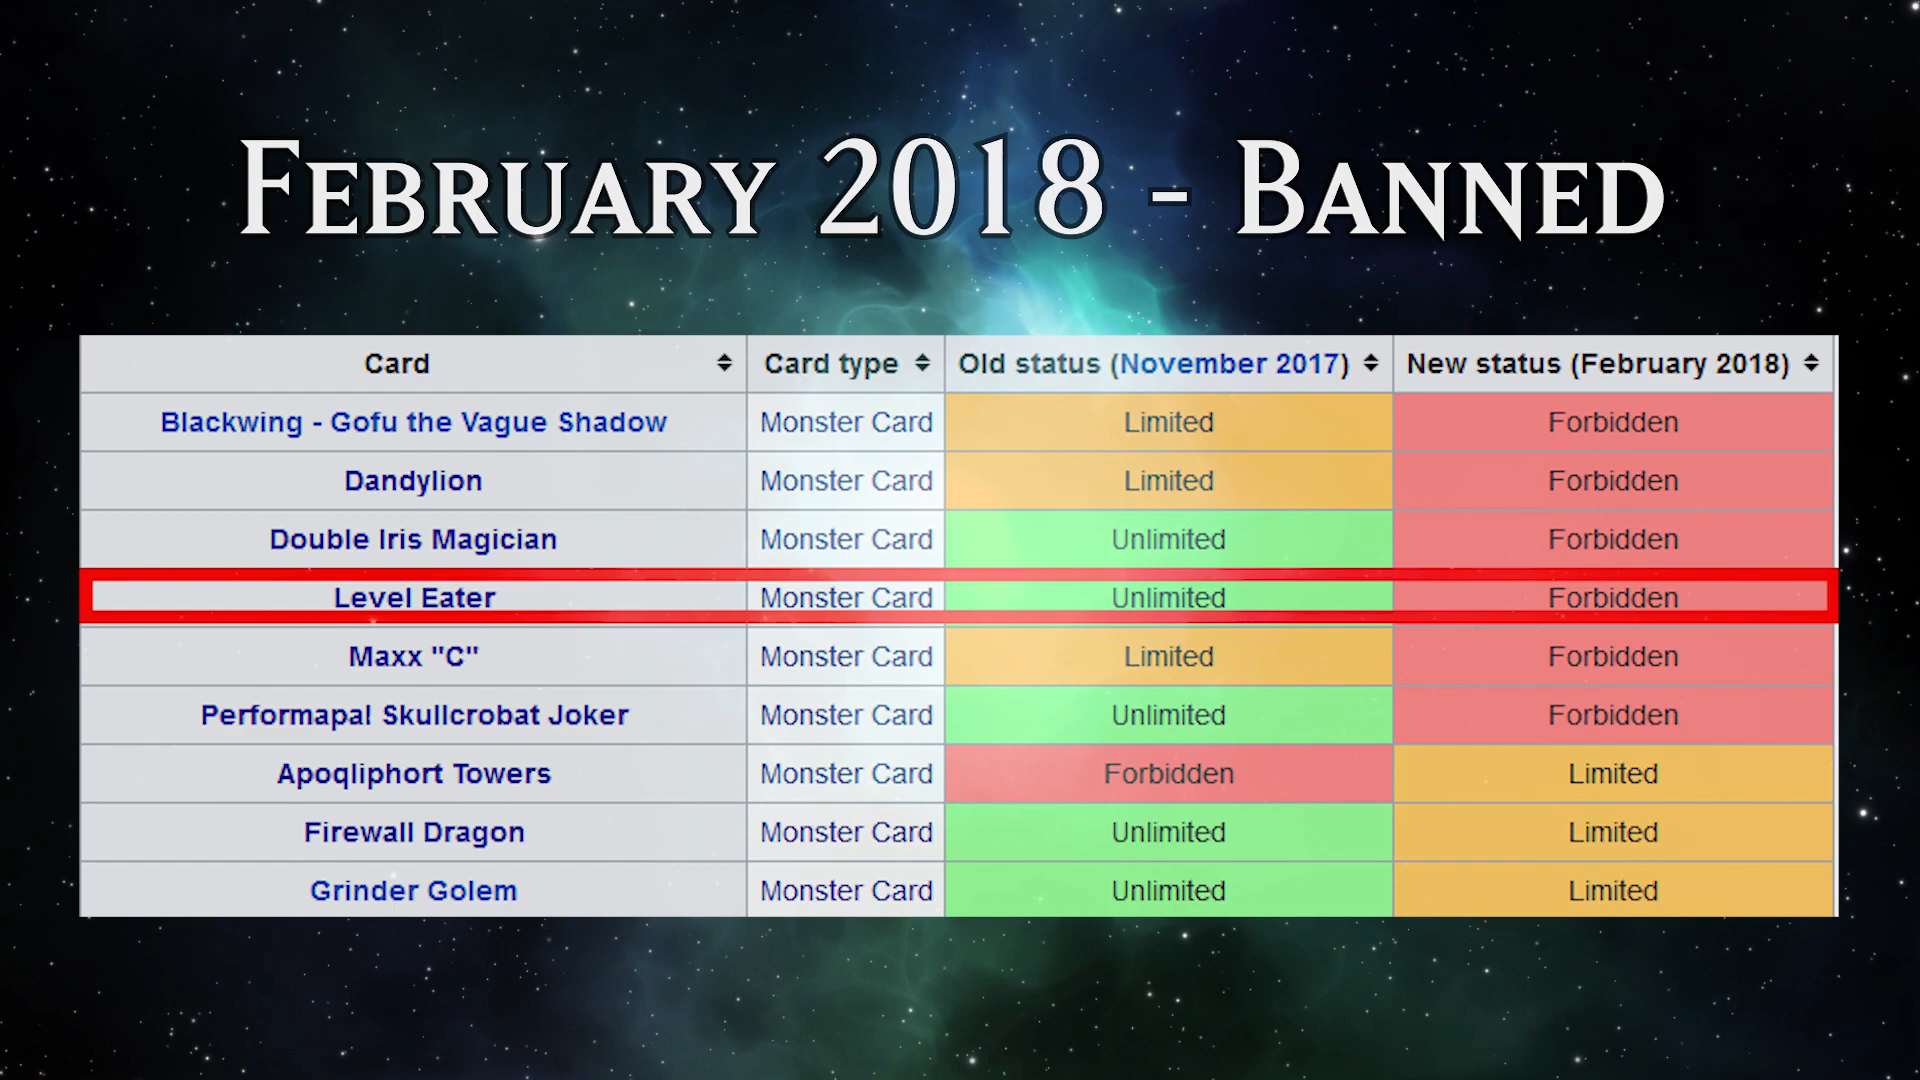 February 2018 - Banned
Card Card type Old status (November 2017) New status (February 2018)
Blackwing - Gofu the Vague Shadow Monster Card Limited Forbidden
Dandylion Monster Card Limited Forbidden
Double Iris Magician Monster Card Unlimited Forbidden
Level Eater Monster Card Unlimited Forbidden
Maxx "C" Monster Card Limited Forbidden
Performapal Skullcrobat Joker Monster Card Unlimited Forbidden
Apoqliphort Towers Monster Card Forbidden Limited
Firewall Dragon Monster Card Unlimited Limited
Grinder Golem Monster Card Unlimited Limited